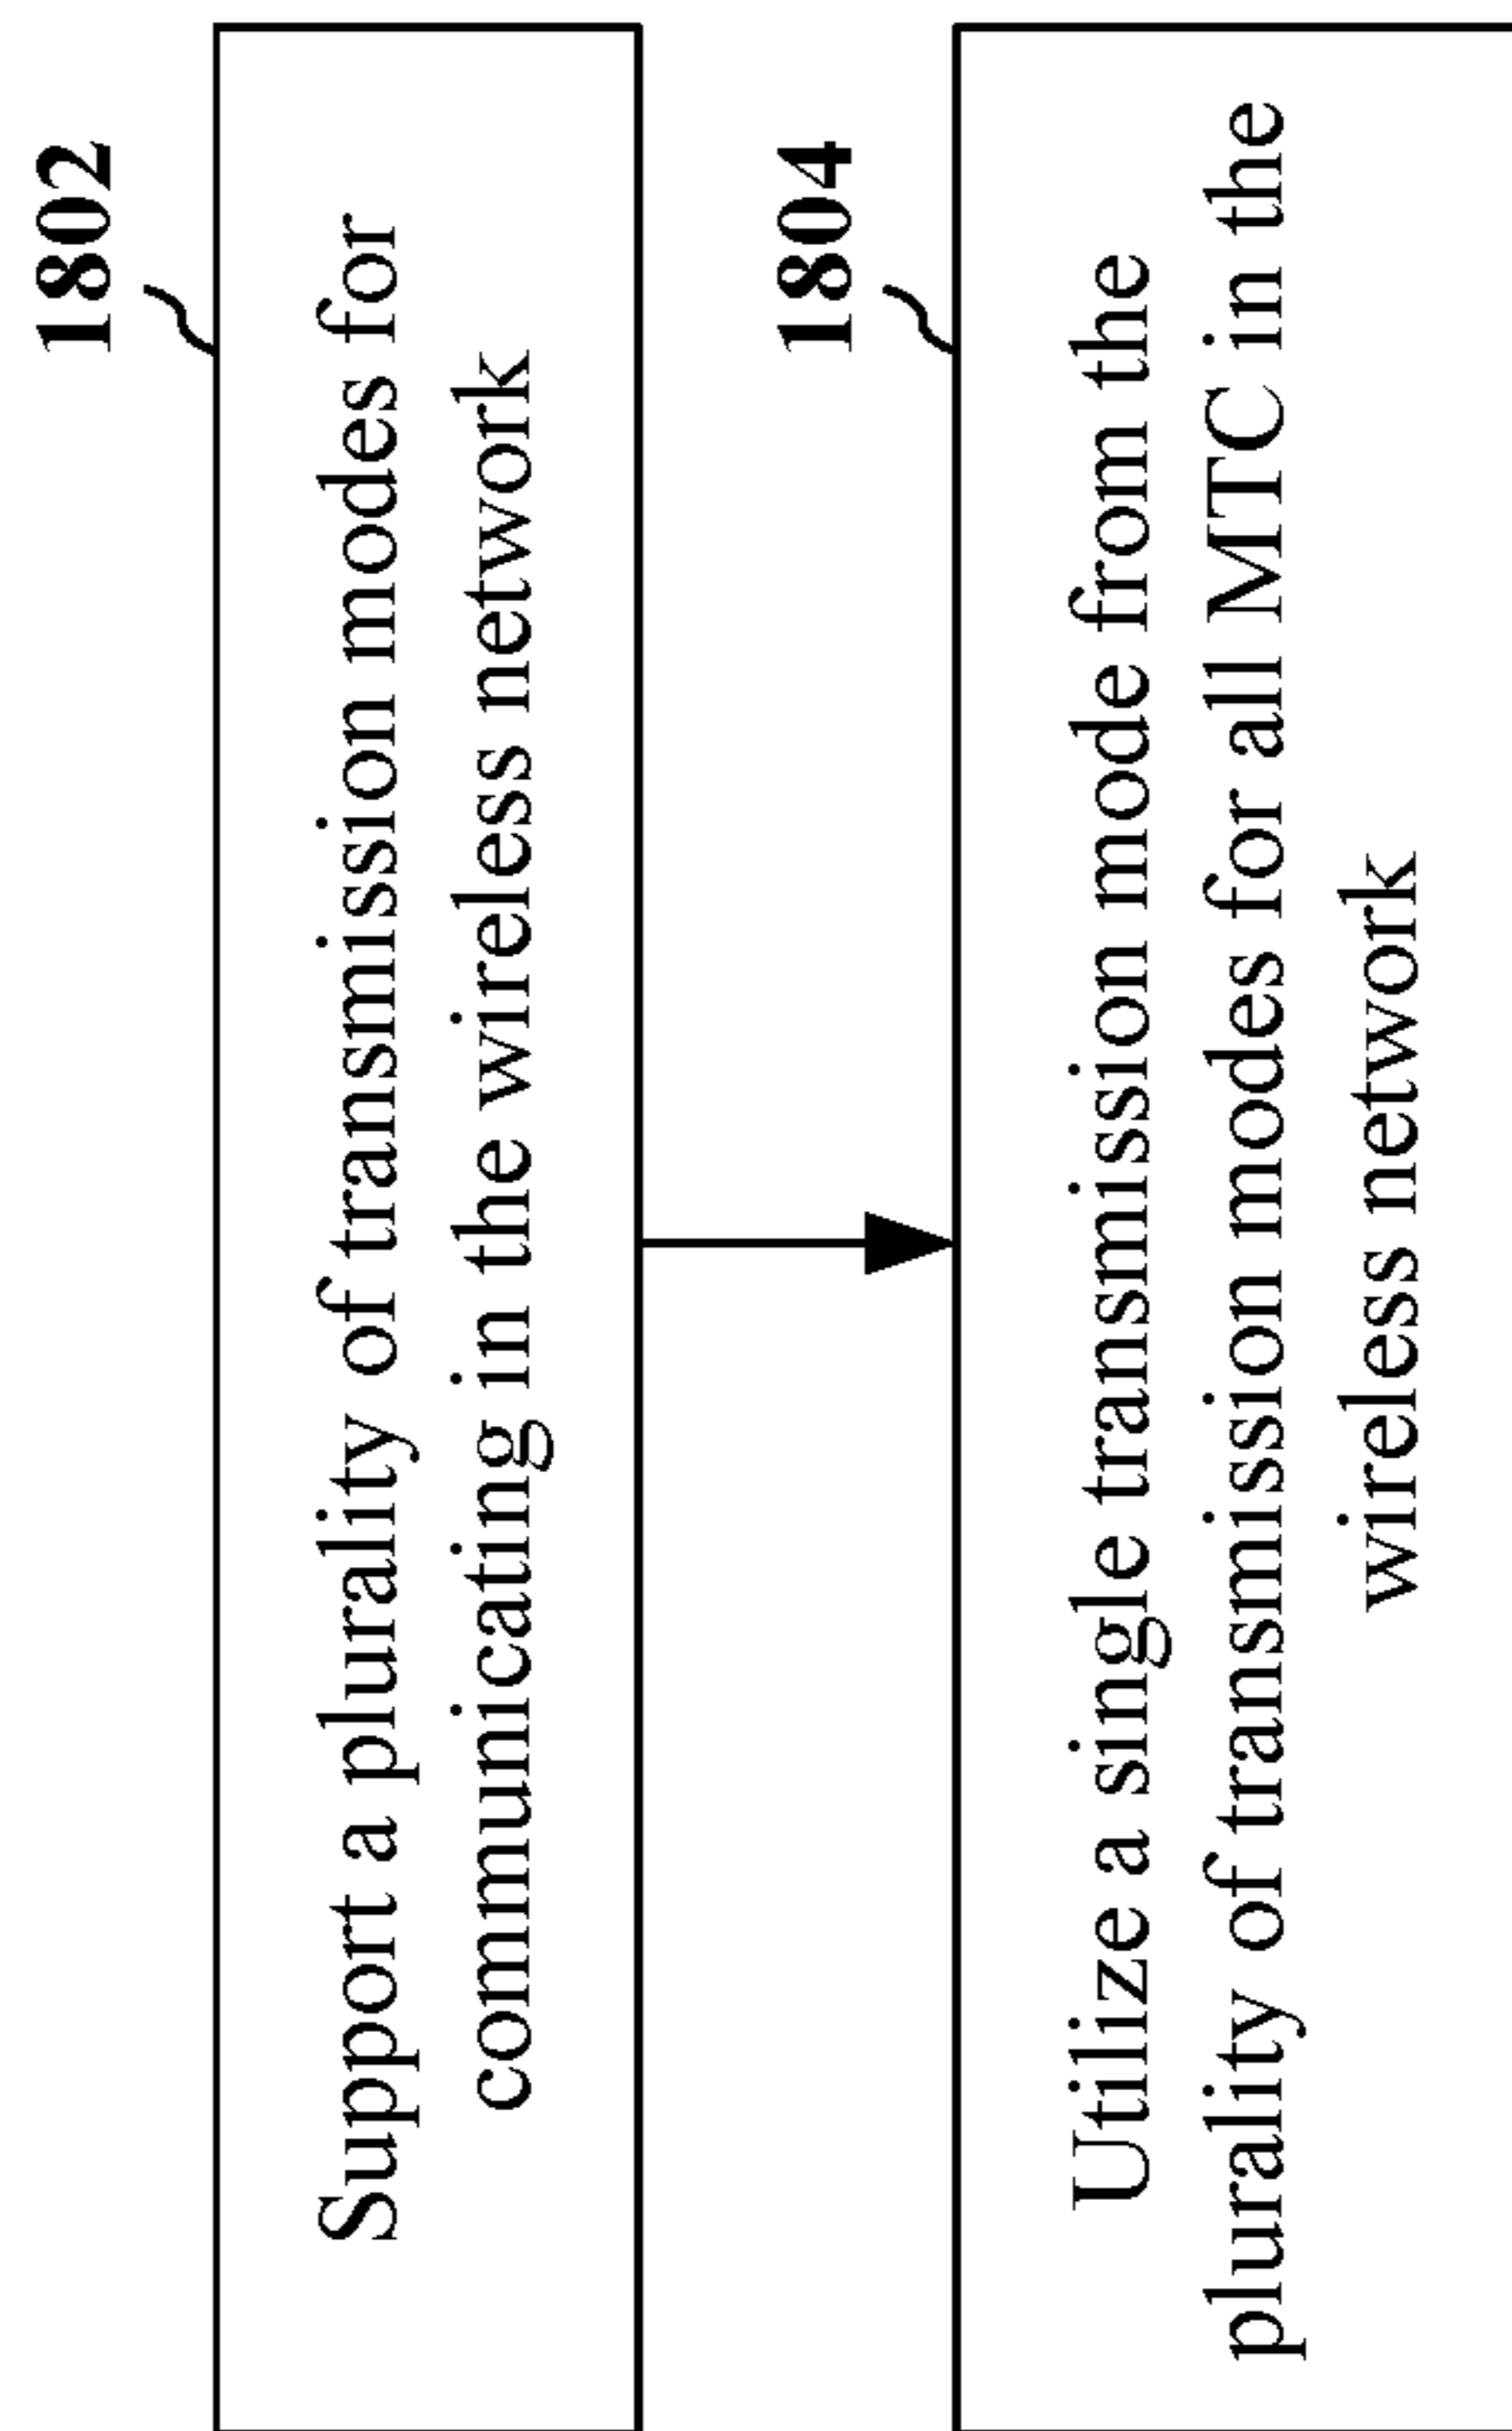 1802
Support a plurality of transmission modes for
communicating in the wireless network
1804
Utilize a single transmission mode from the
plurality of transmission modes for all MTC in the
wireless network